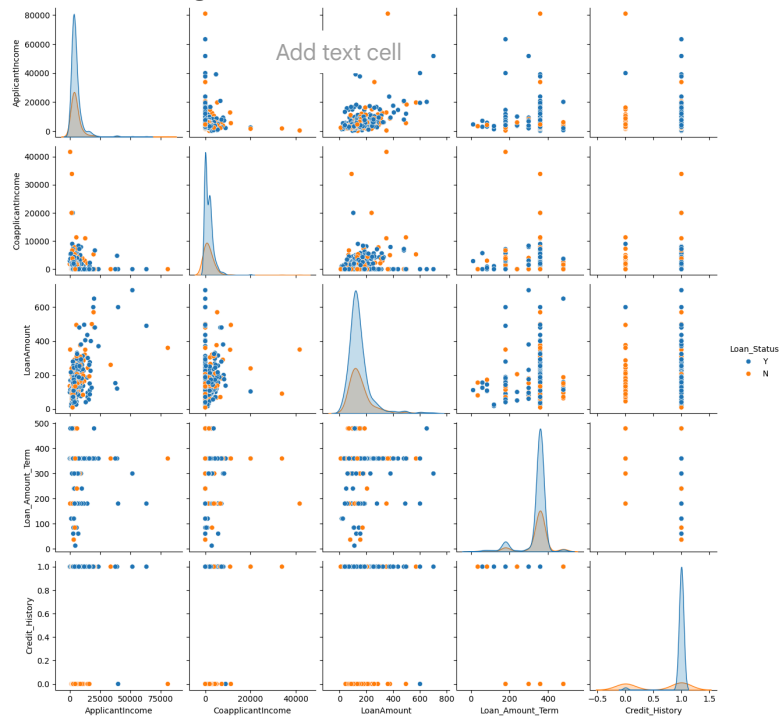 80000
60000
40000
20000
0
ApplicantIncome
Add text cell
40000
30000
20000
10000
0
CoapplicantIncome
600
400
200
0
LoanAmount
Loan_Status
Y
N
500
400
300
200
100
0
Loan_Amount_Term
1.0
0.8
0.6
0.4
0.2
0.0
Credit_History
0 25000 50000 75000
ApplicantIncome
0 20000 40000
CoapplicantIncome
0 200 400 600 800
LoanAmount
0 200 400
Loan_Amount_Term
−0.5 0.0 0.5 1.0 1.5
Credit_History